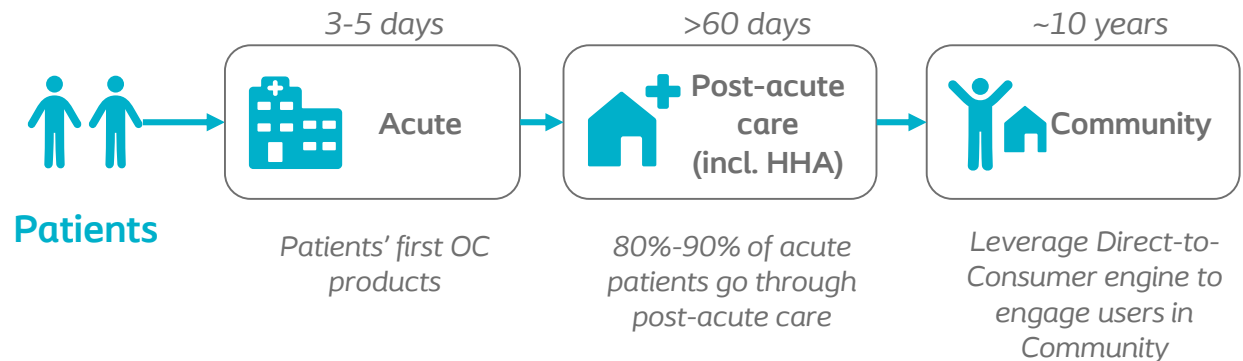 3-5 days
>60 days
~10 years
Acute
Post-acute
care
(incl. HHA)
Community
Patients
Patients' first OC
products
80%-90% of acute
patients go through
post-acute care
Leverage Direct-to-
Consumer engine to
engage users in
Community